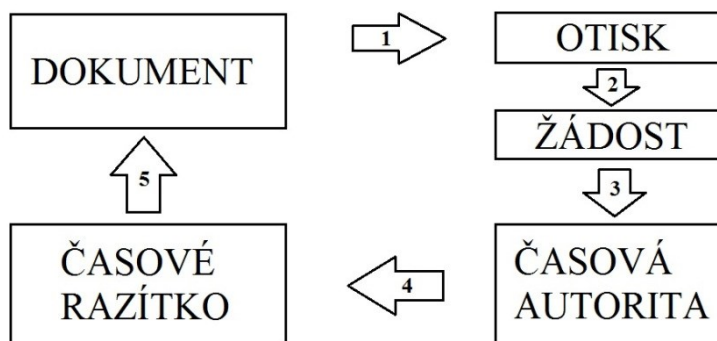 DOKUMENT
1
OTISK
2
ŽÁDOST
3
ČASOVÁ
AUTORITA
4
ČASOVÉ
RAZÍTKO
5